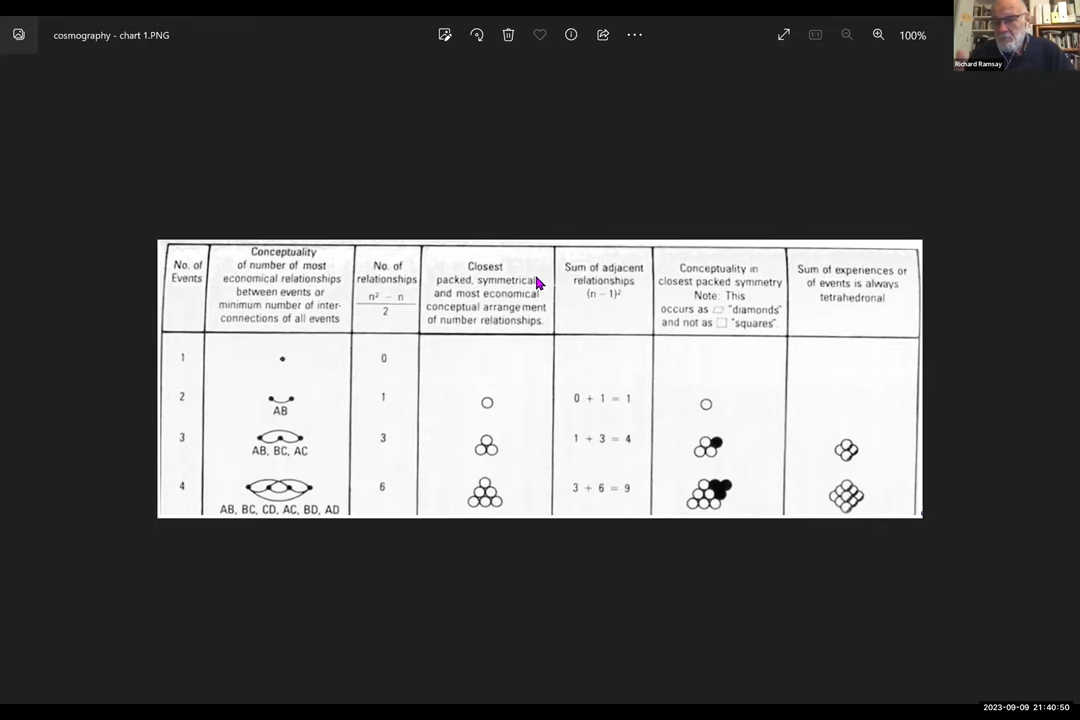 cosmography - chart 1.PNG
100%
Richard Ramsay
No. of
Events
Conceptuality
of number of most
economical relationships
between events or
minimum number of inter-
connections of all events
No. of
relationships
n² − n
2
Closest
packed, symmetrical,
and most economical
conceptual arrangement
of number relationships.
Sum of adjacent
relationships
(n − 1)²
Conceptuality in
closest packed symmetry
Note: This
occurs as ▱ "diamonds"
and not as □ "squares".
Sum of experiences or
of events is always
tetrahedronal
1
0
2
AB
1
0 + 1 = 1
3
AB, BC, AC
3
1 + 3 = 4
4
AB, BC, CD, AC, BD, AD
6
3 + 6 = 9
2023-09-09 21:40:50